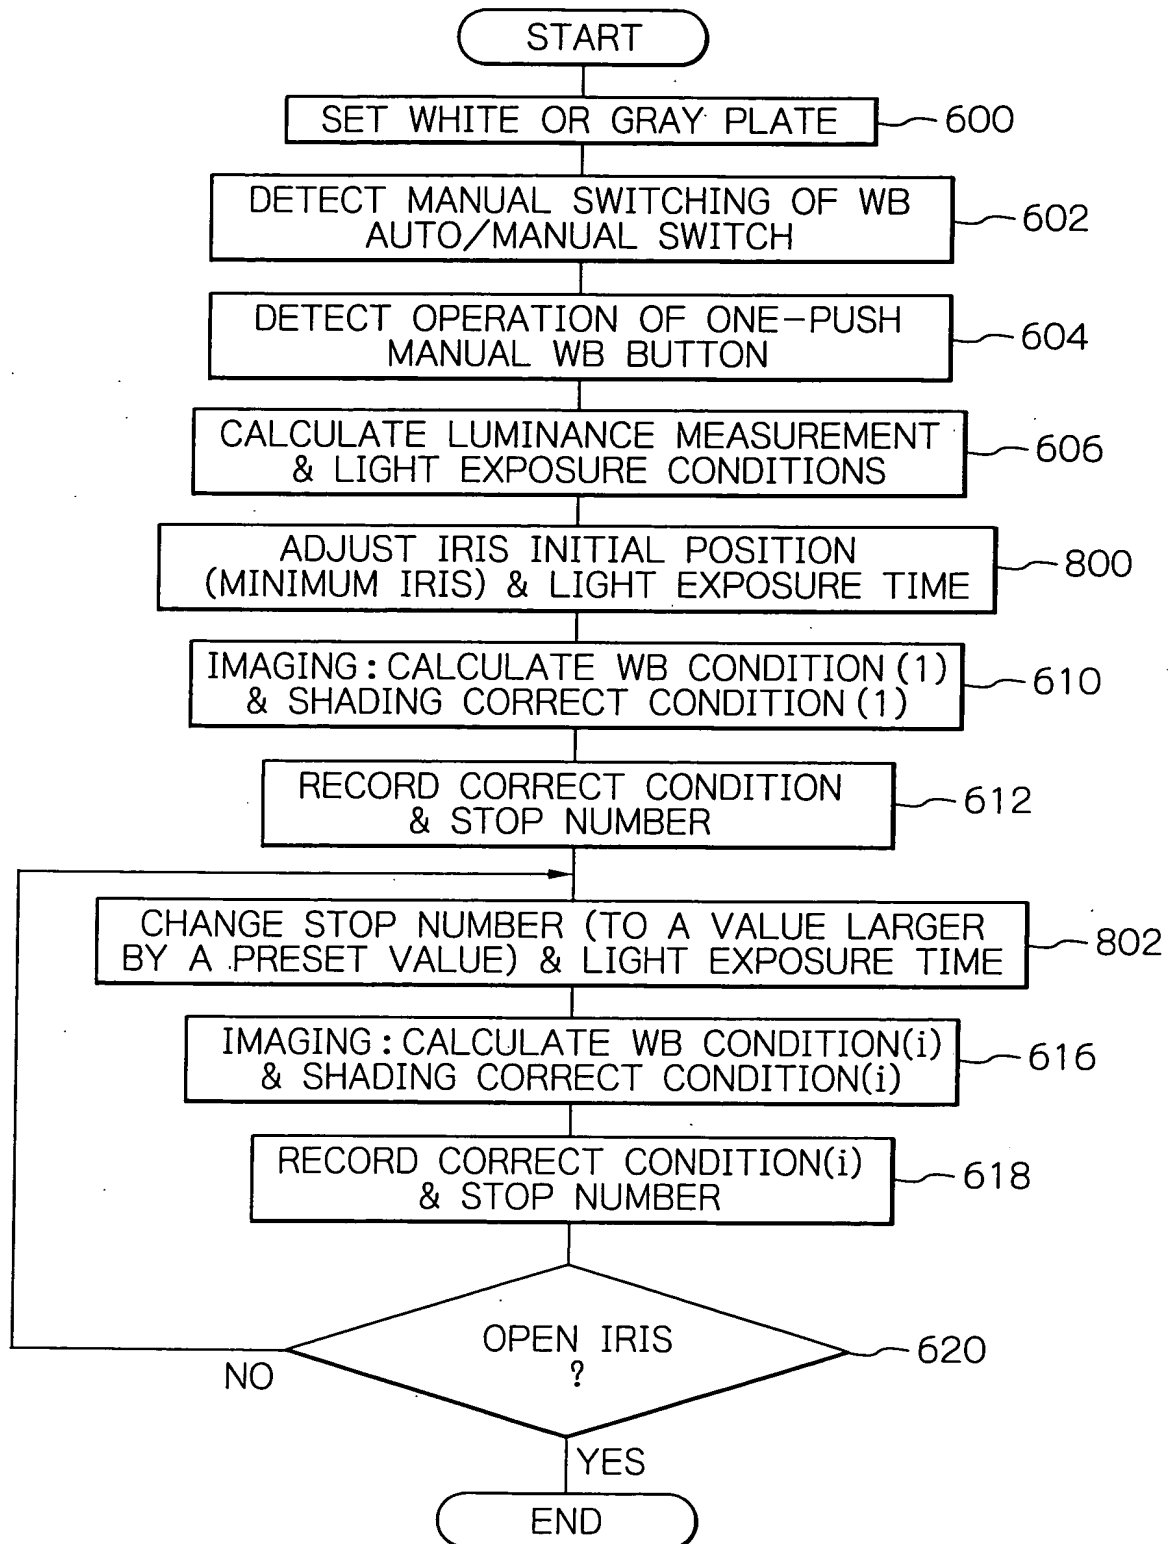 START
SET WHITE OR GRAY PLATE
600
DETECT MANUAL SWITCHING OF WB
AUTO/MANUAL SWITCH
602
DETECT OPERATION OF ONE-PUSH
MANUAL WB BUTTON
604
CALCULATE LUMINANCE MEASUREMENT
& LIGHT EXPOSURE CONDITIONS
606
ADJUST IRIS INITIAL POSITION
(MINIMUM IRIS) & LIGHT EXPOSURE TIME
800
IMAGING:CALCULATE WB CONDITION(1)
& SHADING CORRECT CONDITION(1)
610
RECORD CORRECT CONDITION
& STOP NUMBER
612
CHANGE STOP NUMBER (TO A VALUE LARGER
BY A PRESET VALUE) & LIGHT EXPOSURE TIME
802
IMAGING:CALCULATE WB CONDITION(i)
& SHADING CORRECT CONDITION(i)
616
RECORD CORRECT CONDITION(i)
& STOP NUMBER
618
OPEN IRIS
?
620
NO
YES
END